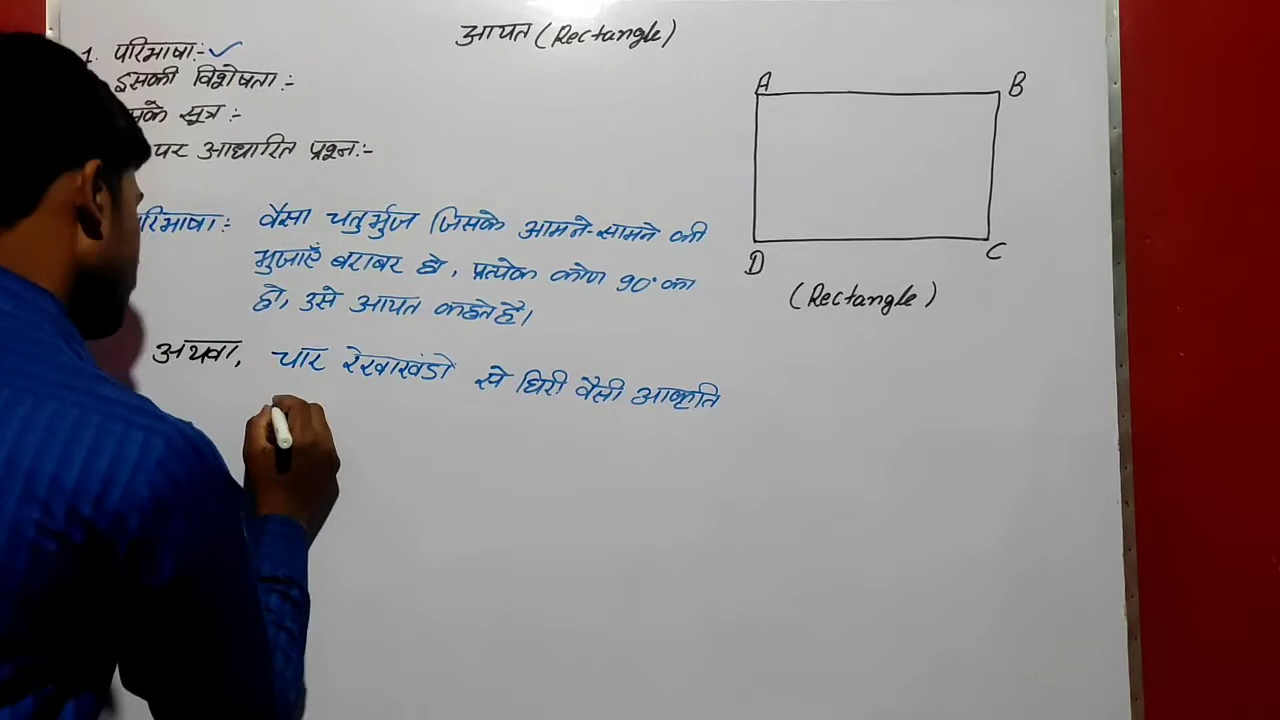 आयत (Rectangle)
1. परिभाषा:- ✓
इसकी विशेषता:-
सूत्र:-
पर आधारित प्रश्न:-
A
B
D
C
(Rectangle)
वैसा चतुर्भुज जिसके आमने-सामने की
भुजाएँ बराबर हो, प्रत्येक कोण 90° का
हो, उसे आयत कहते है।
अथवा, चार रेखाखंडो से घिरी वैसी आकृति